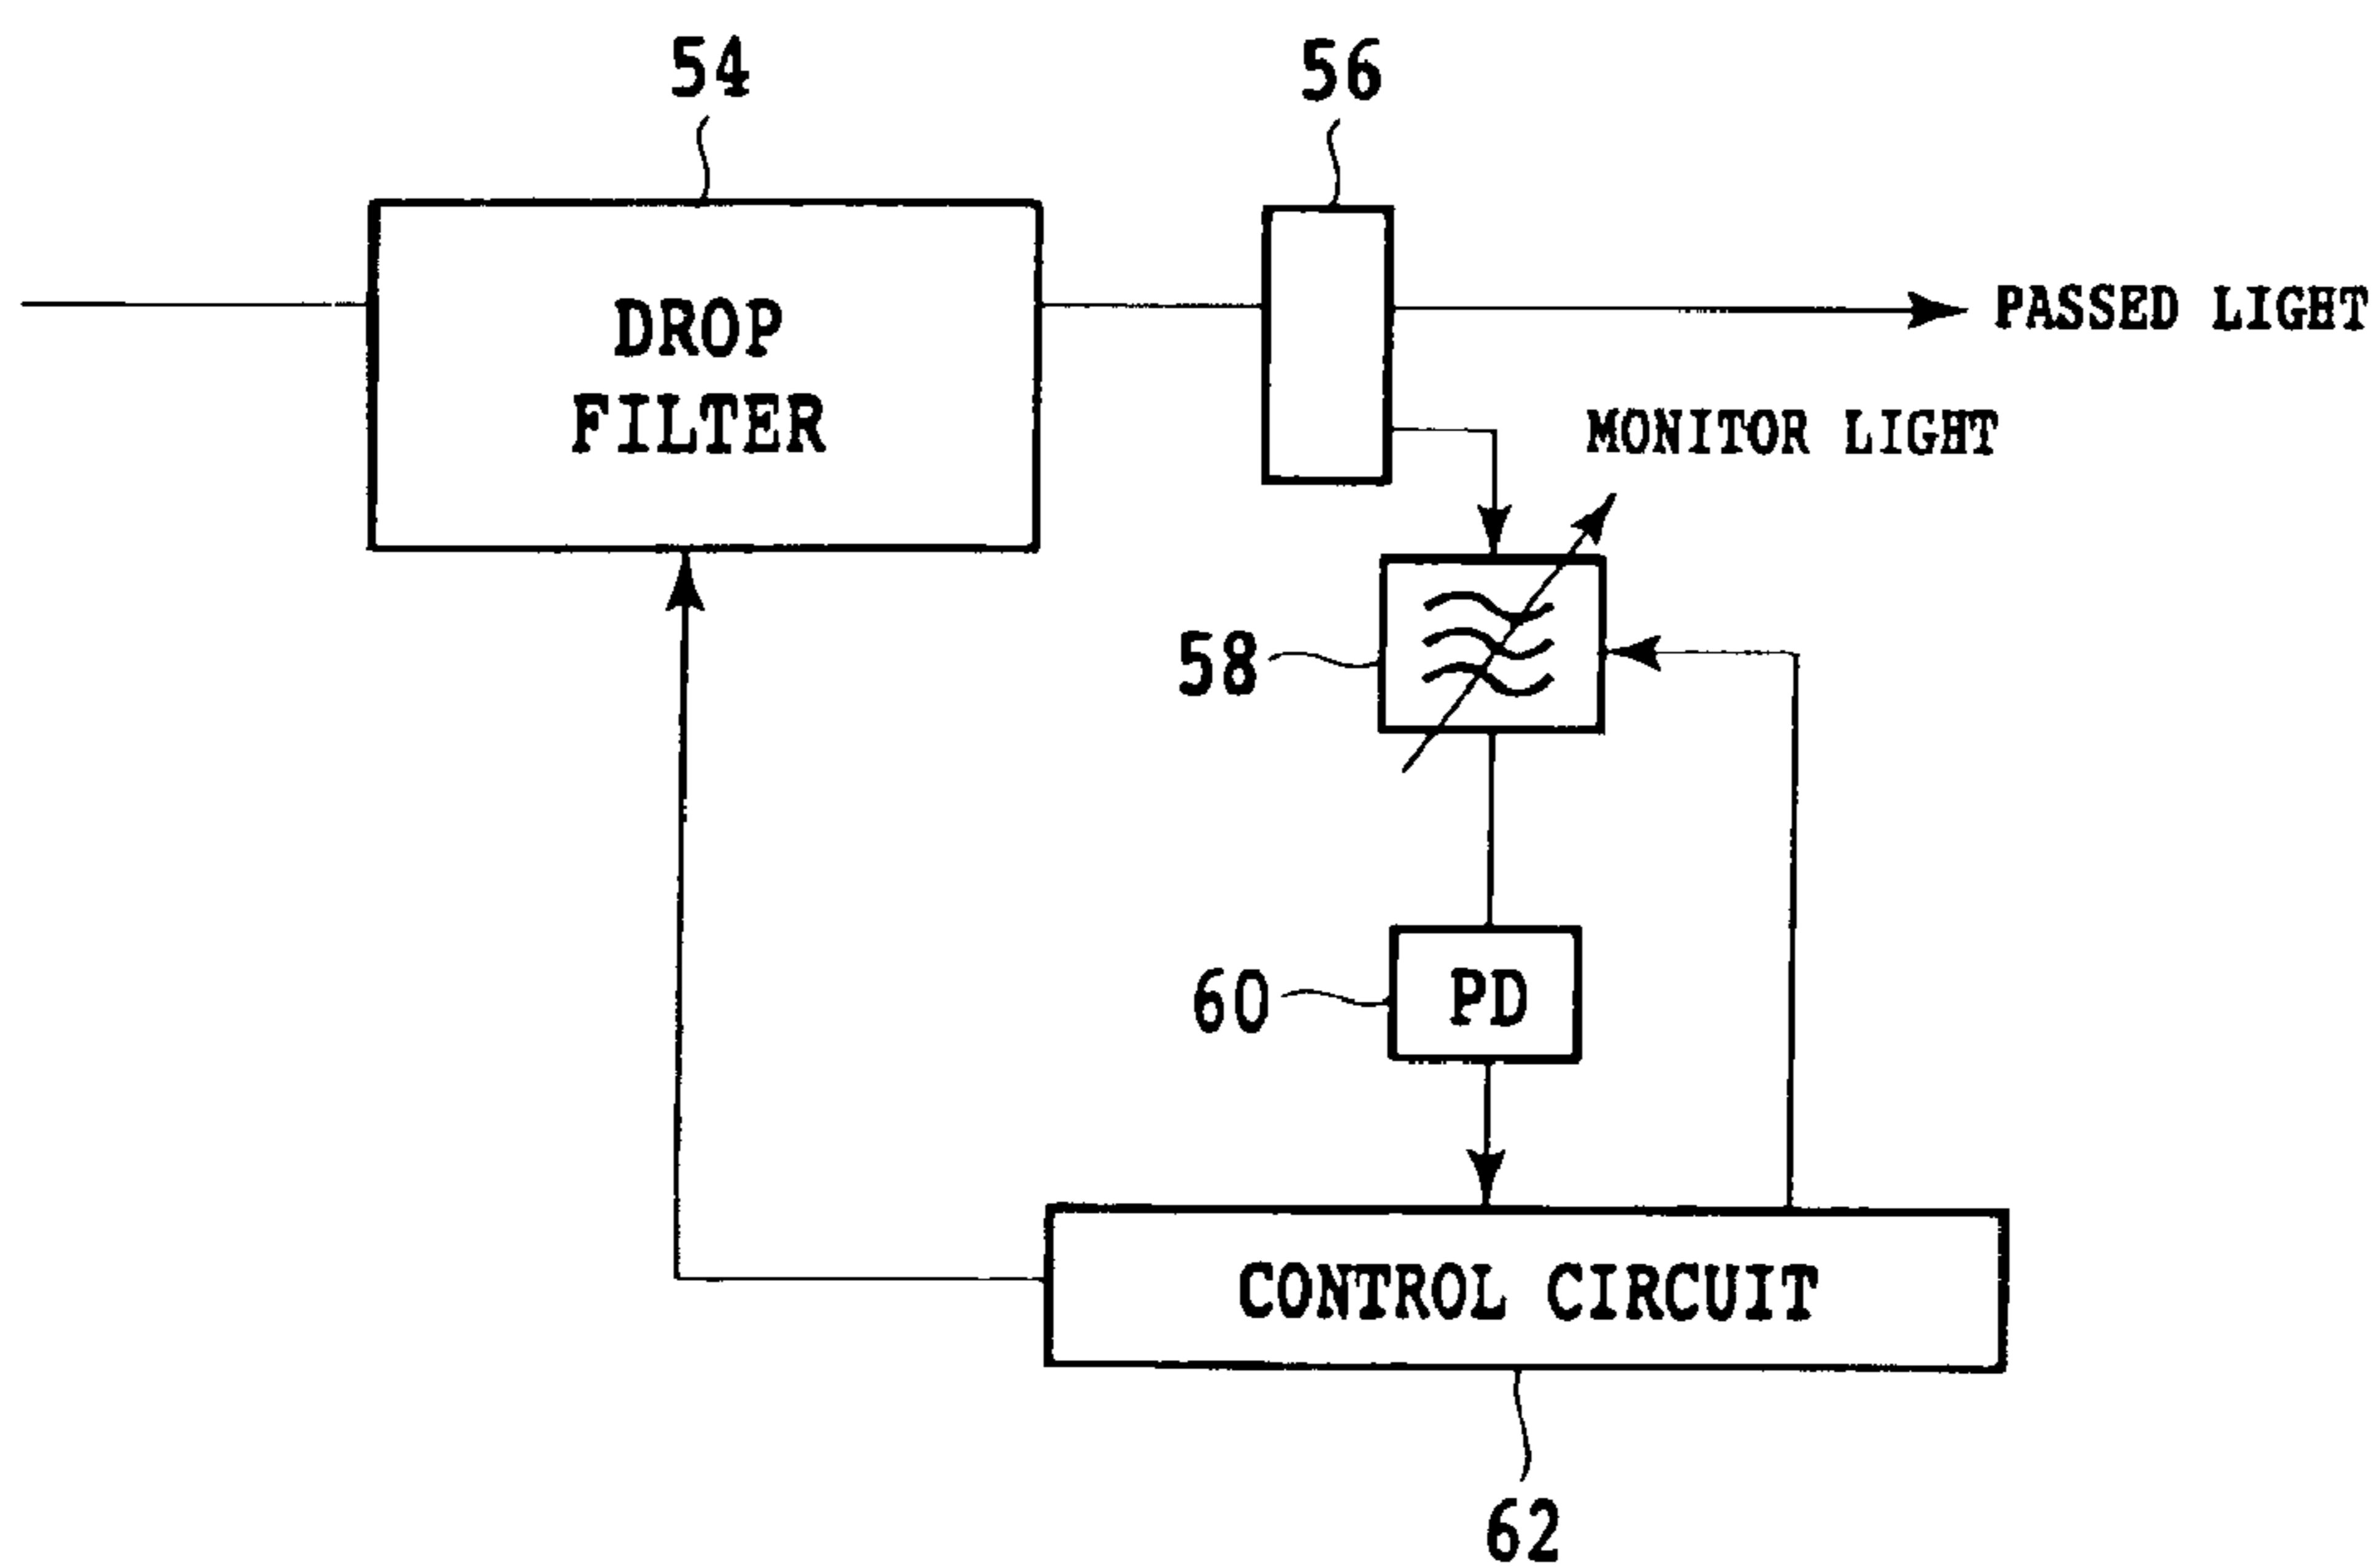 54
56
DROP
FILTER
PASSED LIGHT
MONITOR LIGHT
58
60
PD
CONTROL CIRCUIT
62